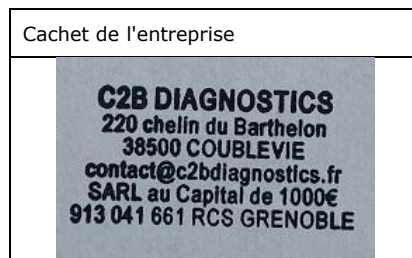 Cachet de l'entreprise
C2B DIAGNOSTICS
220 chelin du Barthelon
38500 COUBLEVIE
contact@c2bdiagnostics.fr
SARL au Capital de 1000€
913 041 661 RCS GRENOBLE